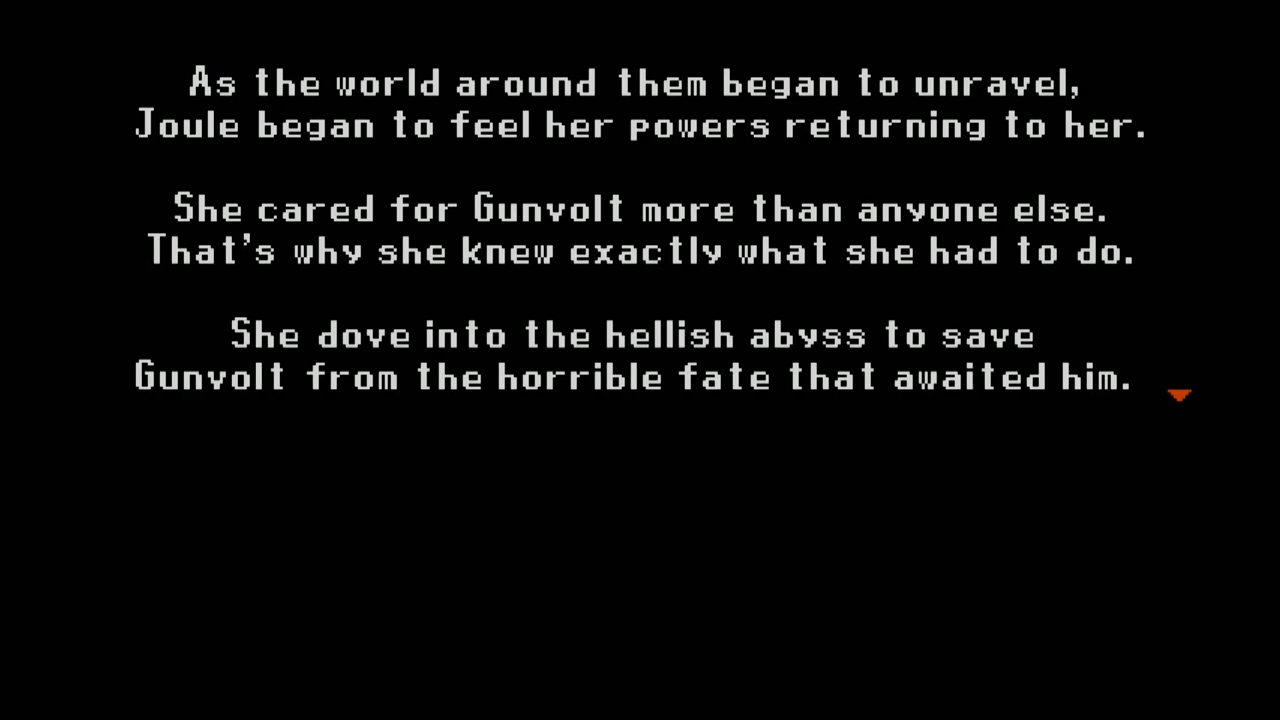 As the world around them began to unravel,
Joule began to feel her powers returning to her.
She cared for Gunvolt more than anyone else.
That's why she knew exactly what she had to do.
She dove into the hellish abyss to save
Gunvolt from the horrible fate that awaited him.